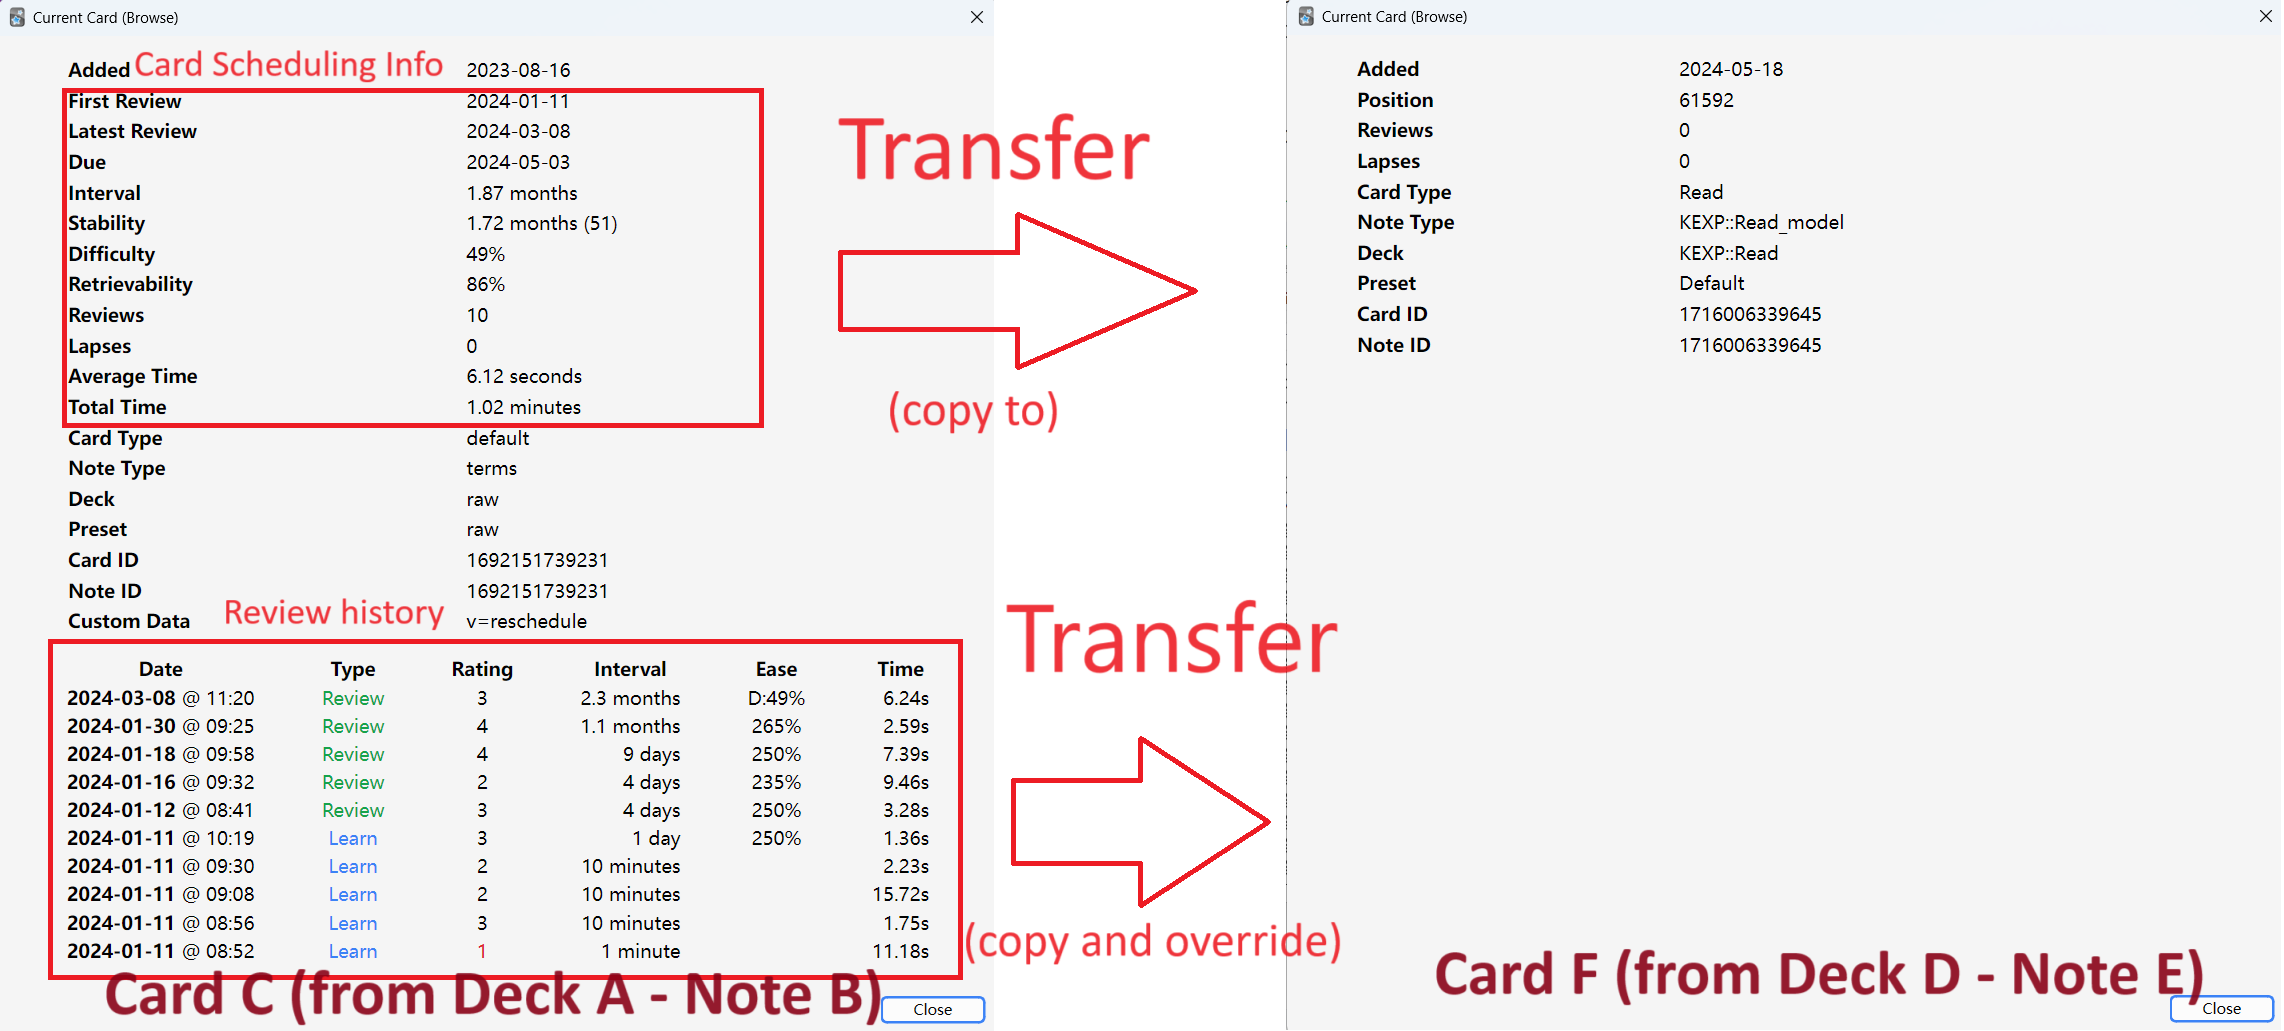 Current Card (Browse)
Added Card Scheduling Info 2023-08-16
First Review 2024-01-11
Latest Review 2024-03-08
Due 2024-05-03
Interval 1.87 months
Stability 1.72 months (51)
Difficulty 49%
Retrievability 86%
Reviews 10
Lapses 0
Average Time 6.12 seconds
Total Time 1.02 minutes
Card Type default
Note Type terms
Deck raw
Preset raw
Card ID 1692151739231
Note ID 1692151739231
Review history
Custom Data v=reschedule
Date Type Rating Interval Ease Time
2024-03-08 @ 11:20 Review 3 2.3 months D:49% 6.24s
2024-01-30 @ 09:25 Review 4 1.1 months 265% 2.59s
2024-01-18 @ 09:58 Review 4 9 days 250% 7.39s
2024-01-16 @ 09:32 Review 2 4 days 235% 9.46s
2024-01-12 @ 08:41 Review 3 4 days 250% 3.28s
2024-01-11 @ 10:19 Learn 3 1 day 250% 1.36s
2024-01-11 @ 09:30 Learn 2 10 minutes 2.23s
2024-01-11 @ 09:08 Learn 2 10 minutes 15.72s
2024-01-11 @ 08:56 Learn 3 10 minutes 1.75s
2024-01-11 @ 08:52 Learn 1 1 minute 11.18s
Card C (from Deck A - Note B)
Close
Transfer
(copy to)
Transfer
(copy and override)
Current Card (Browse)
Added 2024-05-18
Position 61592
Reviews 0
Lapses 0
Card Type Read
Note Type KEXP::Read_model
Deck KEXP::Read
Preset Default
Card ID 1716006339645
Note ID 1716006339645
Card F (from Deck D - Note E)
Close